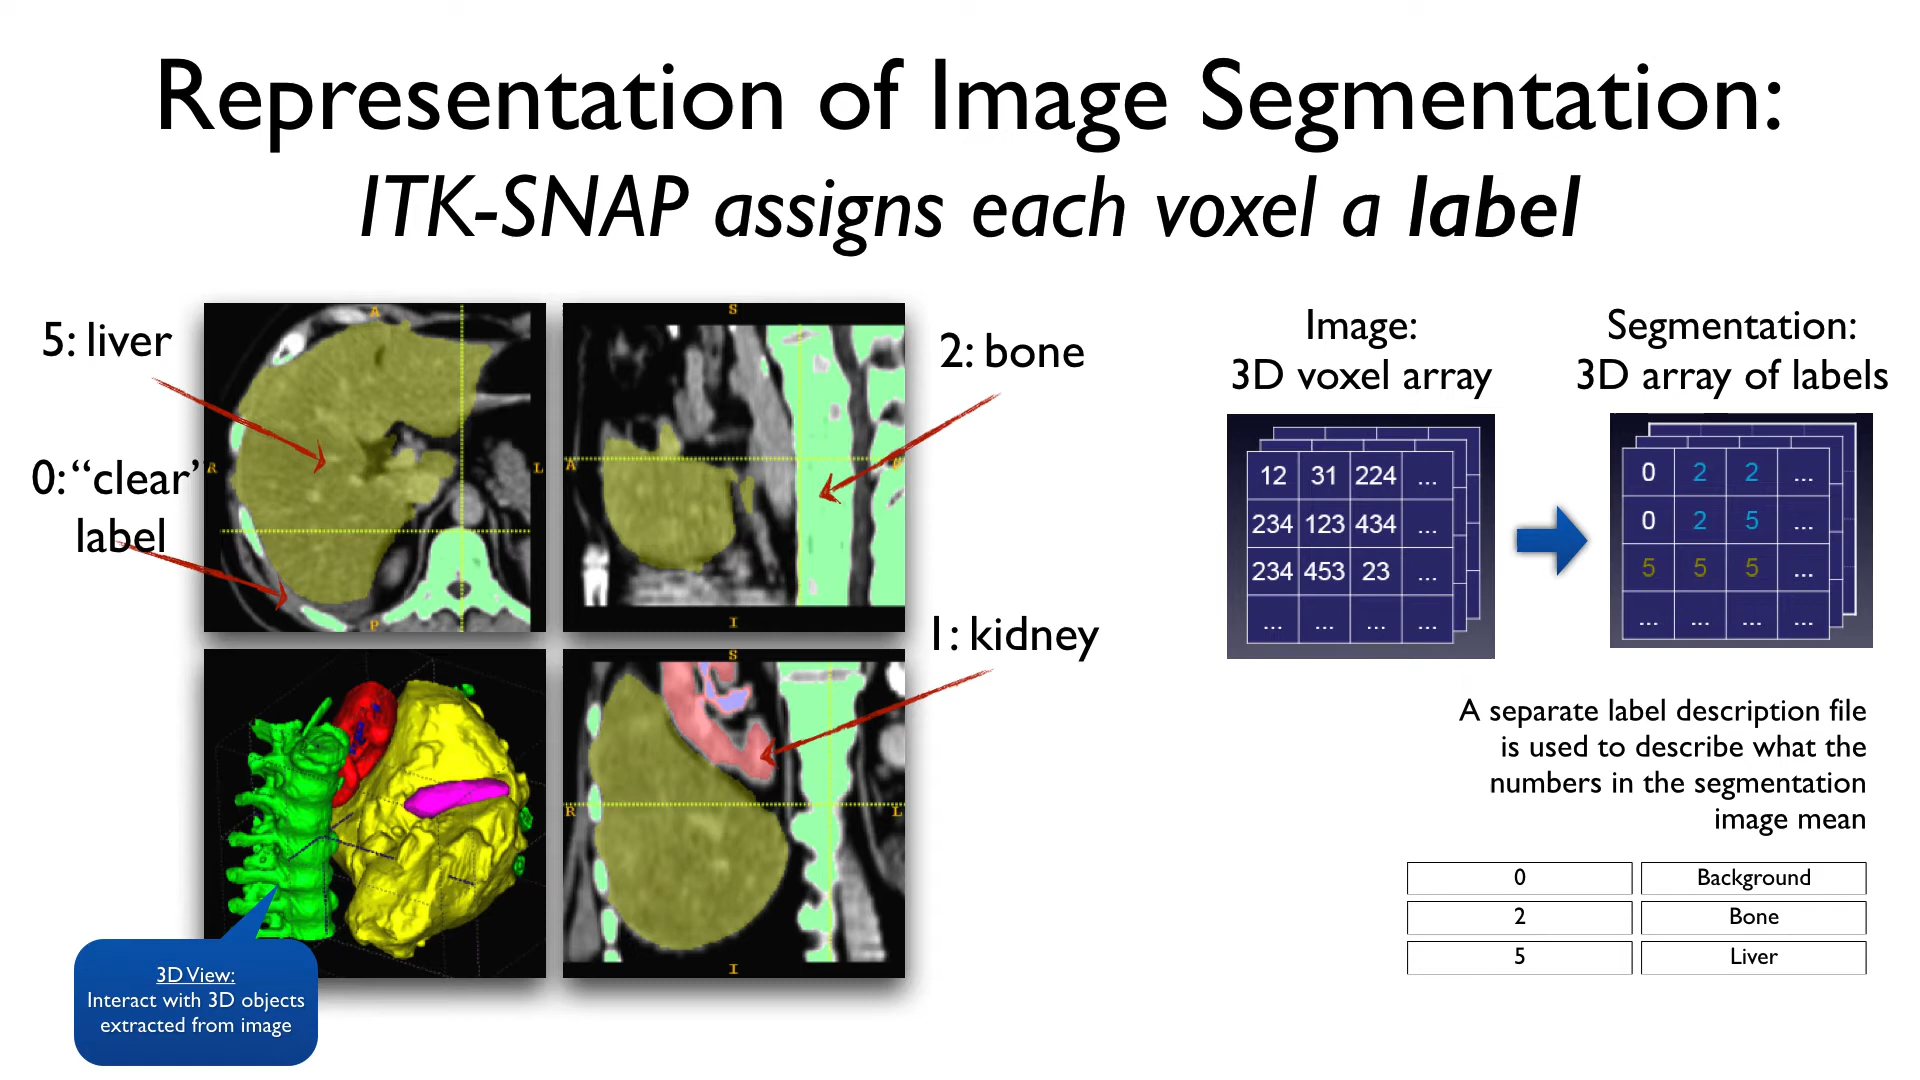 Representation of Image Segmentation:
ITK-SNAP assigns each voxel a label
5: liver
0: “clear”
label
A
R
L
P
S
A
I
2: bone
1: kidney
S
R
L
I
3D View:
Interact with 3D objects
extracted from image
Image:
3D voxel array
12 31 224 ...
234 123 434 ...
234 453 23 ...
... ... ... ...
Segmentation:
3D array of labels
0 2 2 ...
0 2 5 ...
5 5 5 ...
... ... ... ...
A separate label description file
is used to describe what the
numbers in the segmentation
image mean
0 Background
2 Bone
5 Liver